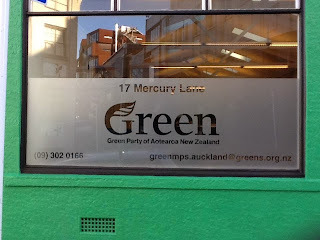 17 Mercury Lane
Green
Green Party of Aotearoa New Zealand
(09) 302 0166
greenmps.auckland@greens.org.nz